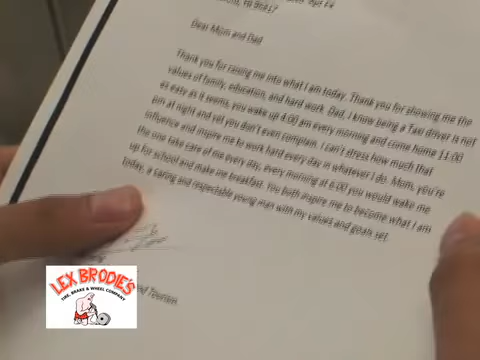 HI 96817
Dear Mom and Dad
Thank you for raising me into what I am today. Thank you for showing me the
values of family, education, and hard work. Dad, I know being a Taxi driver is not
as easy as it seems, you wake up 4:00 am every morning and come home 11:00
pm at night and yet you don't even complain. I can't stress how much that
influence and inspire me to work hard every day in whatever I do. Mom, you're
the one take care of me every day, every morning at 6:00 you would wake me
up for school and make me breakfast. You both inspire me to become what I am
today, a caring and respectable young man with my values and goals set.
LEX BRODIE'S
TIRE, BRAKE & WHEEL COMPANY